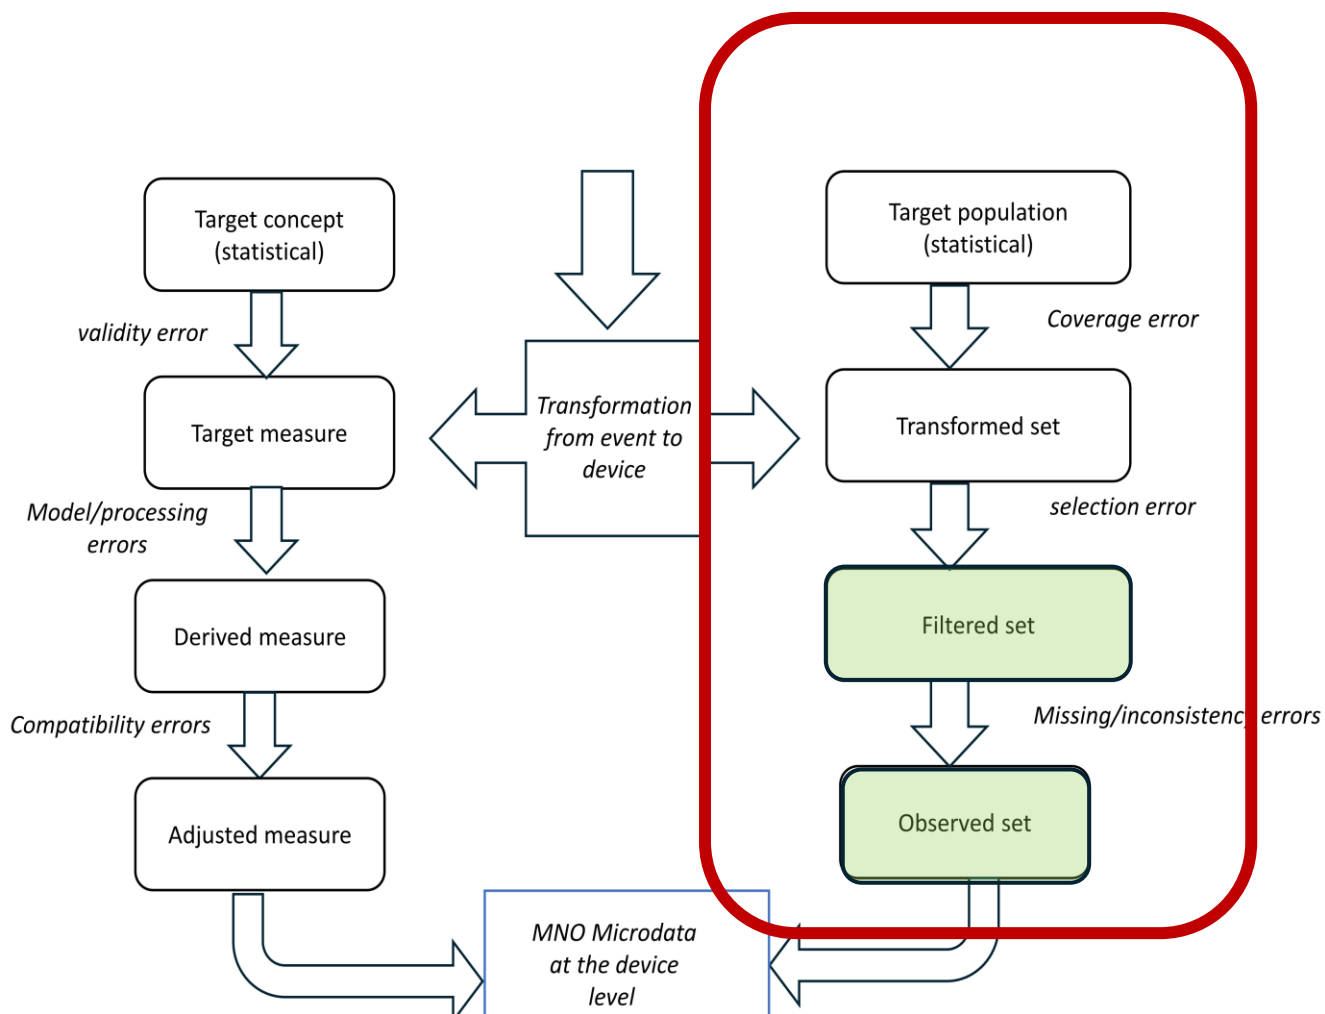 Target concept
(statistical)
validity error
Target measure
Model/processing
errors
Derived measure
Compatibility errors
Adjusted measure
Transformation
from event to
device
MNO Microdata
at the device
level
Target population
(statistical)
Coverage error
Transformed set
selection error
Filtered set
Missing/inconsistency errors
Observed set